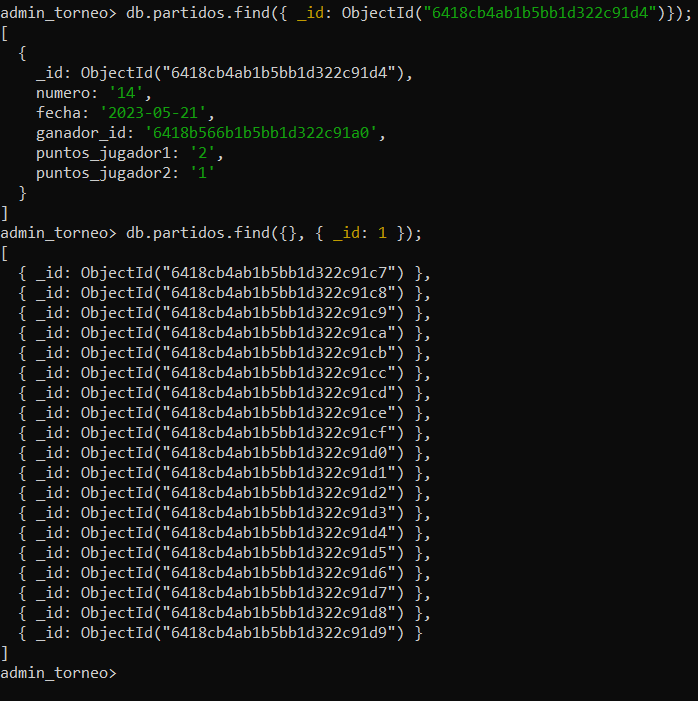 admin_torneo> db.partidos.find({ _id: ObjectId("6418cb4ab1b5bb1d322c91d4")});
[
  {
    _id: ObjectId("6418cb4ab1b5bb1d322c91d4"),
    numero: '14',
    fecha: '2023-05-21',
    ganador_id: '6418b566b1b5bb1d322c91a0',
    puntos_jugador1: '2',
    puntos_jugador2: '1'
  }
]
admin_torneo> db.partidos.find({}, { _id: 1 });
[
  { _id: ObjectId("6418cb4ab1b5bb1d322c91c7") },
  { _id: ObjectId("6418cb4ab1b5bb1d322c91c8") },
  { _id: ObjectId("6418cb4ab1b5bb1d322c91c9") },
  { _id: ObjectId("6418cb4ab1b5bb1d322c91ca") },
  { _id: ObjectId("6418cb4ab1b5bb1d322c91cb") },
  { _id: ObjectId("6418cb4ab1b5bb1d322c91cc") },
  { _id: ObjectId("6418cb4ab1b5bb1d322c91cd") },
  { _id: ObjectId("6418cb4ab1b5bb1d322c91ce") },
  { _id: ObjectId("6418cb4ab1b5bb1d322c91cf") },
  { _id: ObjectId("6418cb4ab1b5bb1d322c91d0") },
  { _id: ObjectId("6418cb4ab1b5bb1d322c91d1") },
  { _id: ObjectId("6418cb4ab1b5bb1d322c91d2") },
  { _id: ObjectId("6418cb4ab1b5bb1d322c91d3") },
  { _id: ObjectId("6418cb4ab1b5bb1d322c91d4") },
  { _id: ObjectId("6418cb4ab1b5bb1d322c91d5") },
  { _id: ObjectId("6418cb4ab1b5bb1d322c91d6") },
  { _id: ObjectId("6418cb4ab1b5bb1d322c91d7") },
  { _id: ObjectId("6418cb4ab1b5bb1d322c91d8") },
  { _id: ObjectId("6418cb4ab1b5bb1d322c91d9") }
]
admin_torneo>